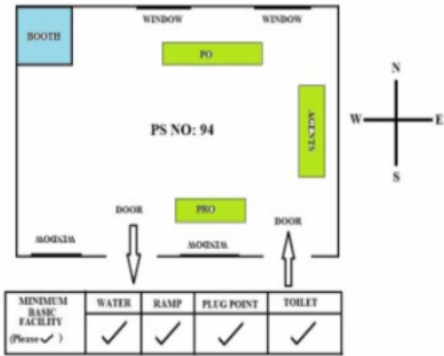 WINDOW WINDOW
BOOTH
PO
N
AGENTS
W E
PS NO: 94
S
PRO
DOOR
DOOR
WINDOW
WINDOW
MINIMUM BASIC FACILITY (Please ✓ )
WATER RAMP PLUG POINT TOILET
✓ ✓ ✓ ✓